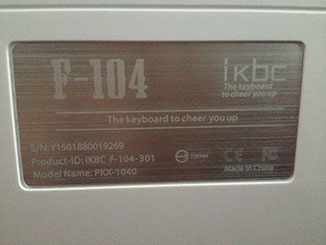 F-104
ikbc
The keyboard
to cheer you up
The keyboard to cheer you up
S/N:Y1501880019269
Product-ID: IKBC F-104-301
Model Name: PKX-1040
CE
Made In China